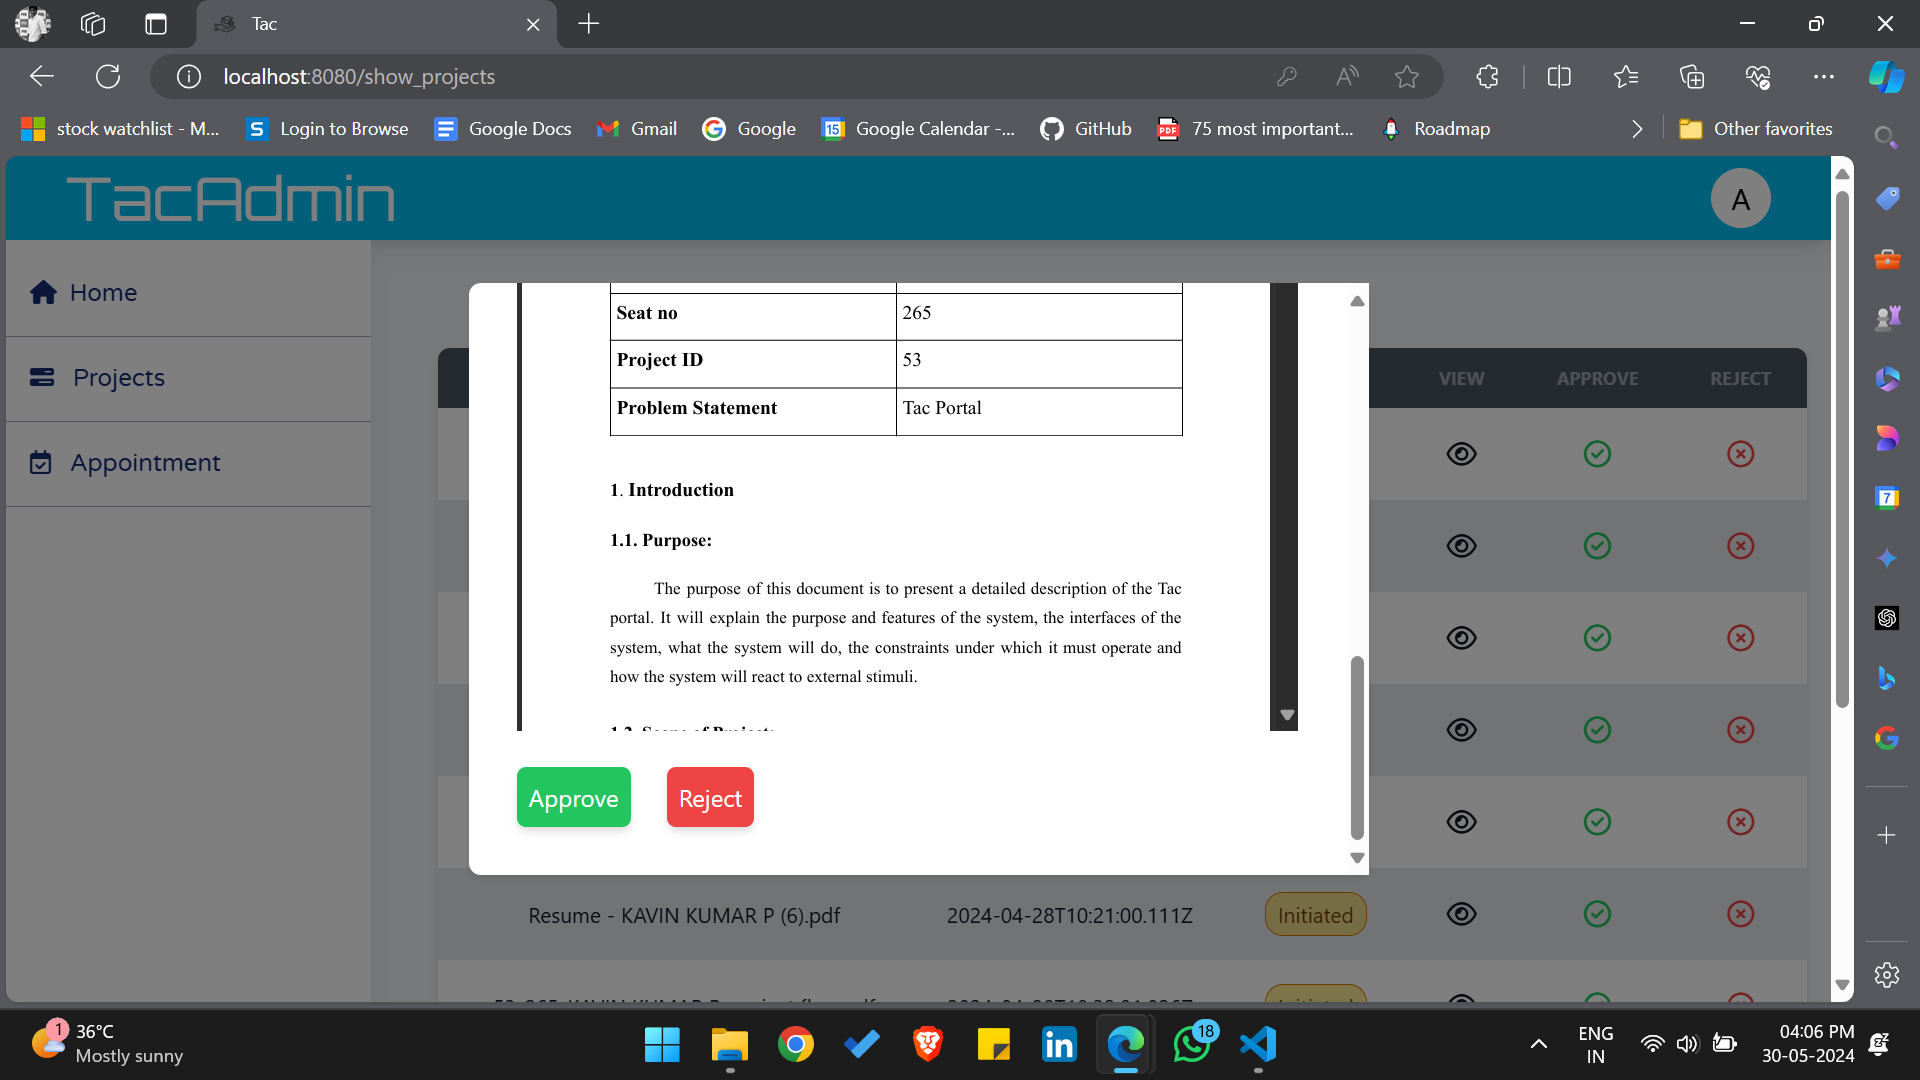 Tac
localhost:8080/show_projects
stock watchlist - M...
Login to Browse
Google Docs
Gmail
Google
15
Google Calendar -...
GitHub
PDF
75 most important...
Roadmap
Other favorites
TacAdmin
A
Home
Projects
Appointment
VIEW
APPROVE
REJECT
Seat no
265
Project ID
53
Problem Statement
Tac Portal
1. Introduction
1.1. Purpose:
The purpose of this document is to present a detailed description of the Tac
portal. It will explain the purpose and features of the system, the interfaces of the
system, what the system will do, the constraints under which it must operate and
how the system will react to external stimuli.
Approve
Reject
Resume - KAVIN KUMAR P (6).pdf
2024-04-28T10:21:00.111Z
Initiated
7
1
36°C
Mostly sunny
18
ENG
IN
04:06 PM
30-05-2024